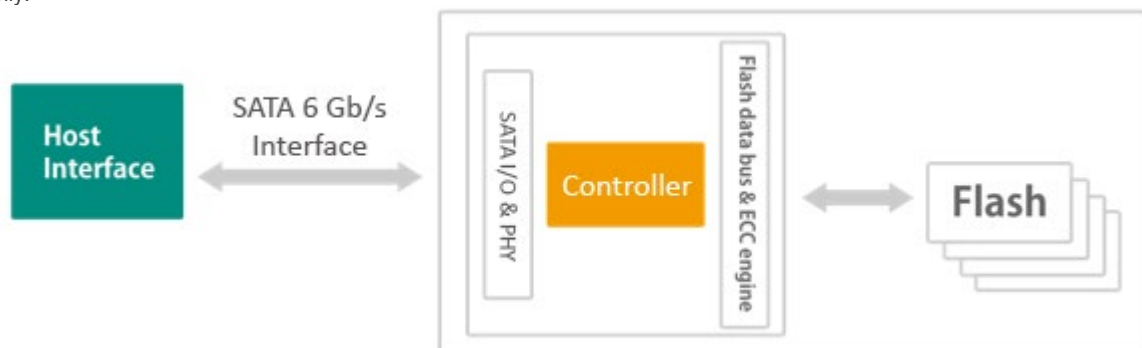 SATA 6 Gb/s
Interface
Host
Interface
SATA I/O & PHY
Controller
Flash data bus & ECC engine
Flash